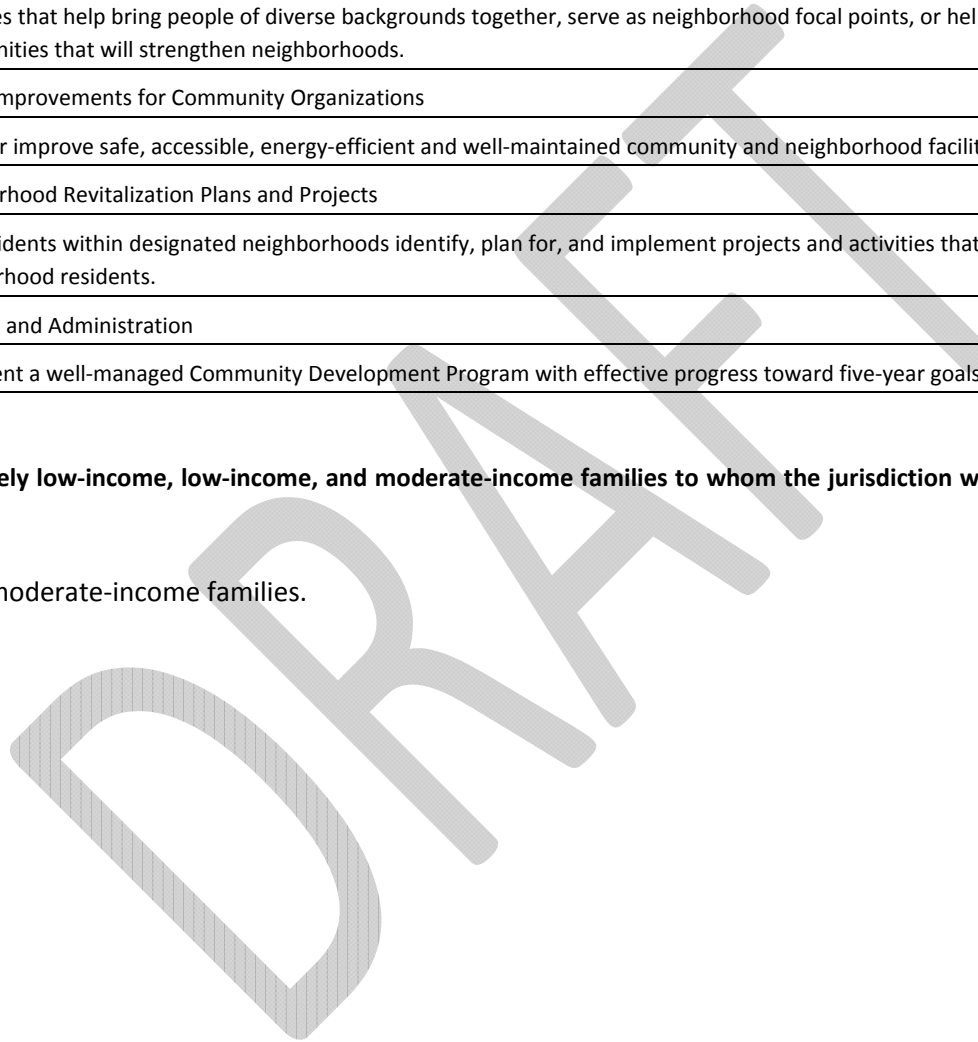 es that help bring people of diverse backgrounds together, serve as neighborhood focal points, or hel
nities that will strengthen neighborhoods.
mprovements for Community Organizations
r improve safe, accessible, energy-efficient and well-maintained community and neighborhood facilit
rhood Revitalization Plans and Projects
idents within designated neighborhoods identify, plan for, and implement projects and activities that
rhood residents.
and Administration
ent a well-managed Community Development Program with effective progress toward five-year goals
ely low-income, low-income, and moderate-income families to whom the jurisdiction w
moderate-income families.
DRAFT